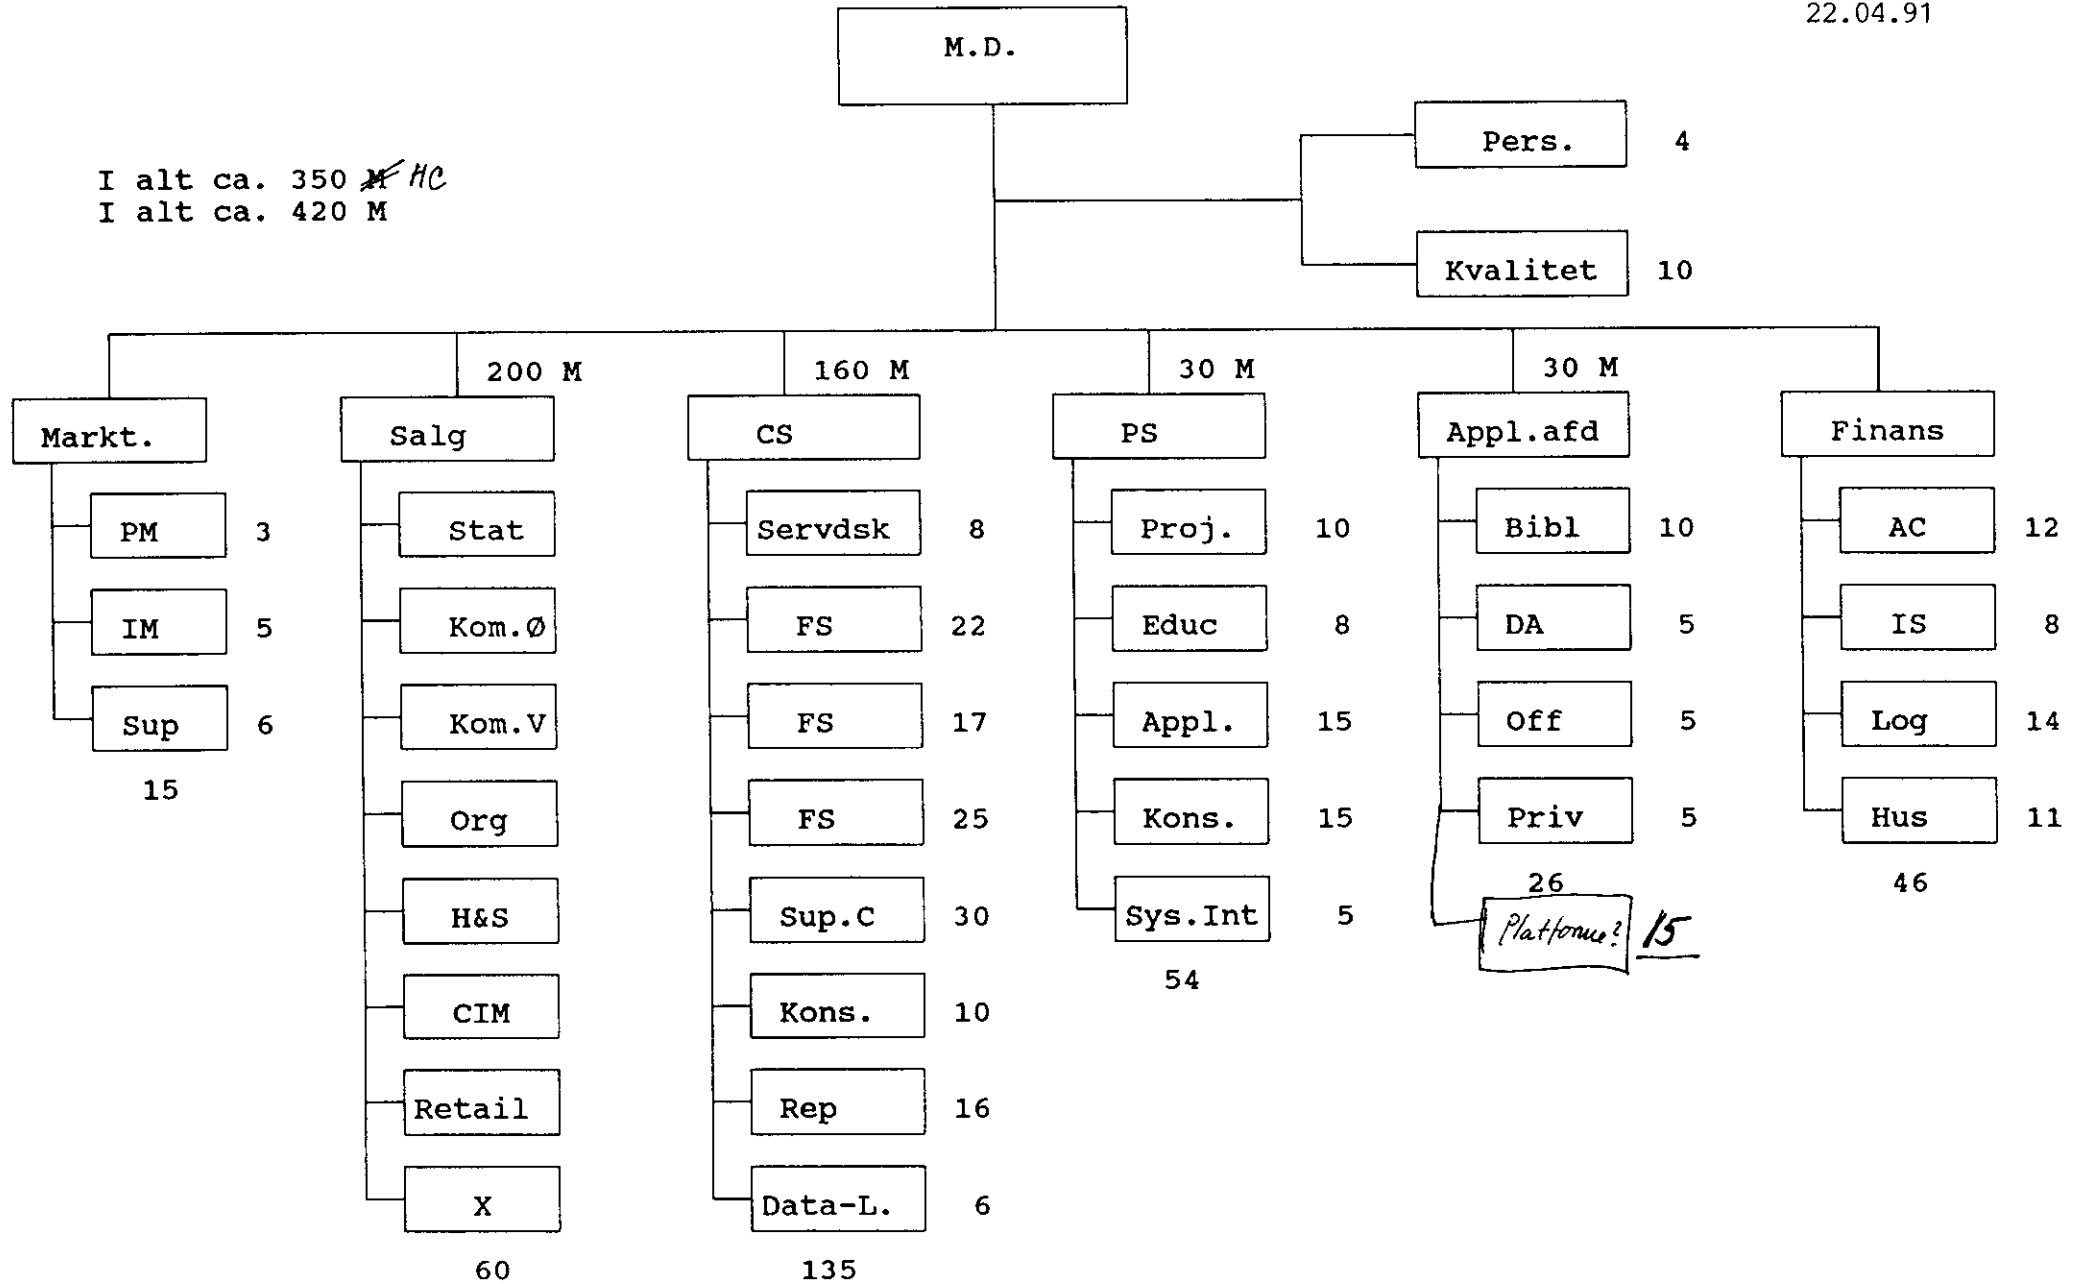 22.04.91
M.D.
Pers. 4
I alt ca. 350 M HC
I alt ca. 420 M
Kvalitet 10
200 M 160 M 30 M 30 M
Markt. Salg CS PS Appl.afd Finans
PM 3 Stat Servdsk 8 Proj. 10 Bibl 10 AC 12
IM 5 Kom.Ø FS 22 Educ 8 DA 5 IS 8
Sup 6 Kom.V FS 17 Appl. 15 Off 5 Log 14
15
Org FS 25 Kons. 15 Priv 5 Hus 11
26 46
H&S Sup.C 30 Sys.Int 5 Platforme? 15
54
CIM Kons. 10
Retail Rep 16
X Data-L. 6
60 135